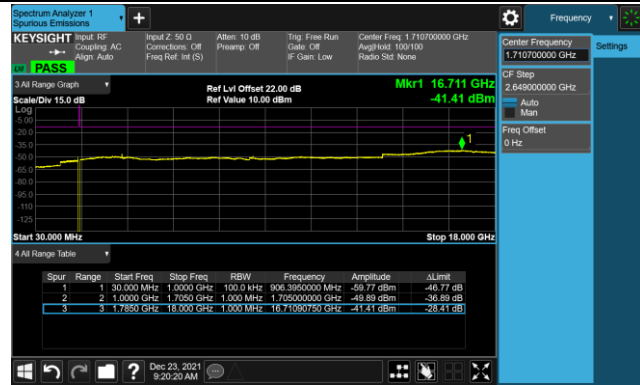 Spectrum Analyzer 1
Spurious Emissions
+
Frequency
KEYSIGHT
Input: RF
Coupling: AC
Align: Auto
Input Z: 50 Ω
Corrections: Off
Freq Ref: Int (S)
Atten: 10 dB
Preamp: Off
Trig: Free Run
Gate: Off
IF Gain: Low
Center Freq: 1.710700000 GHz
Avg|Hold: 100/100
Radio Std: None
PASS
Center Frequency
1.710700000 GHz
Settings
CF Step
2.649000000 GHz
Auto
Man
Freq Offset
0 Hz
3 All Range Graph
Scale/Div 15.0 dB
Ref Lvl Offset 22.00 dB
Ref Value 10.00 dBm
Mkr1 16.711 GHz
-41.41 dBm
Log
-5.00
-20.0
-35.0
-50.0
-65.0
-80.0
-95.0
-110
-125
1
Start 30.000 MHz
Stop 18.000 GHz
4 All Range Table
Spur Range Start Freq Stop Freq RBW Frequency Amplitude ΔLimit
1 1 30.000 MHz 1.0000 GHz 100.0 kHz 906.3950000 MHz -59.77 dBm -46.77 dB
2 2 1.0000 GHz 1.7050 GHz 1.000 MHz 1.705000000 GHz -49.89 dBm -36.89 dB
3 3 1.7850 GHz 18.000 GHz 1.000 MHz 16.71090750 GHz -41.41 dBm -28.41 dB
?
Dec 23, 2021
9:20:20 AM